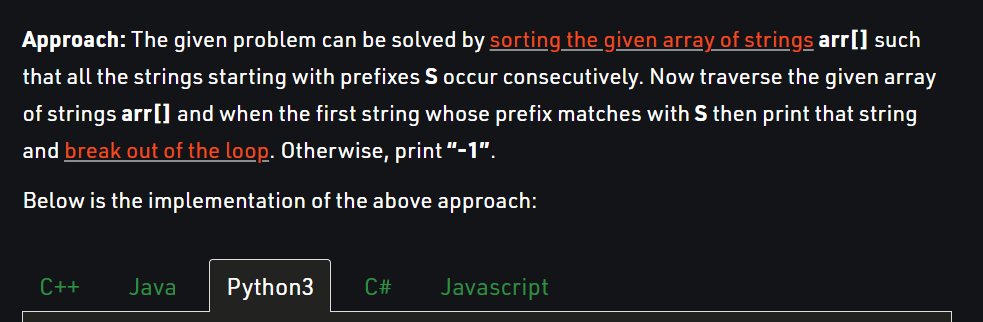 Approach: The given problem can be solved by sorting the given array of strings arr[] such
that all the strings starting with prefixes S occur consecutively. Now traverse the given array
of strings arr[] and when the first string whose prefix matches with S then print that string
and break out of the loop. Otherwise, print “-1”.
Below is the implementation of the above approach:
C++ Java Python3 C# Javascript